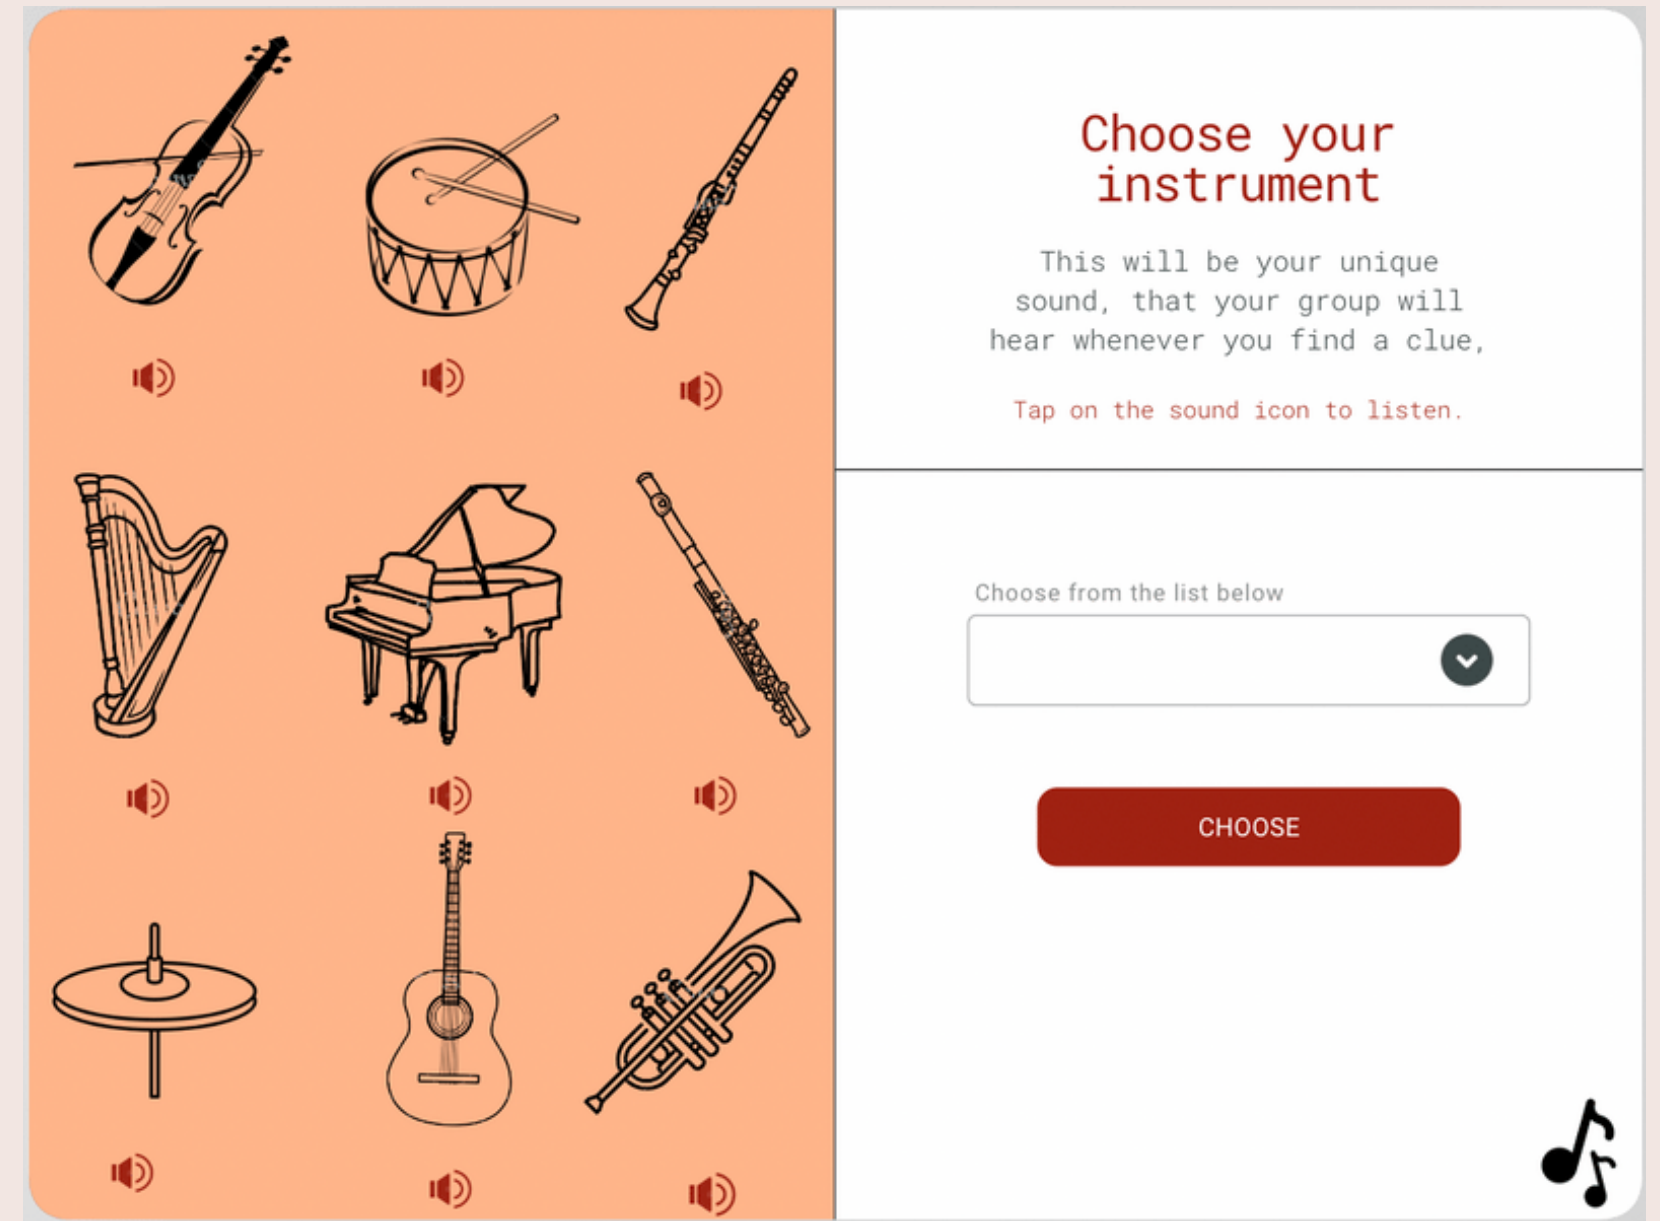 Choose your
instrument
This will be your unique
sound, that your group will
hear whenever you find a clue,
Tap on the sound icon to listen.
Choose from the list below
CHOOSE